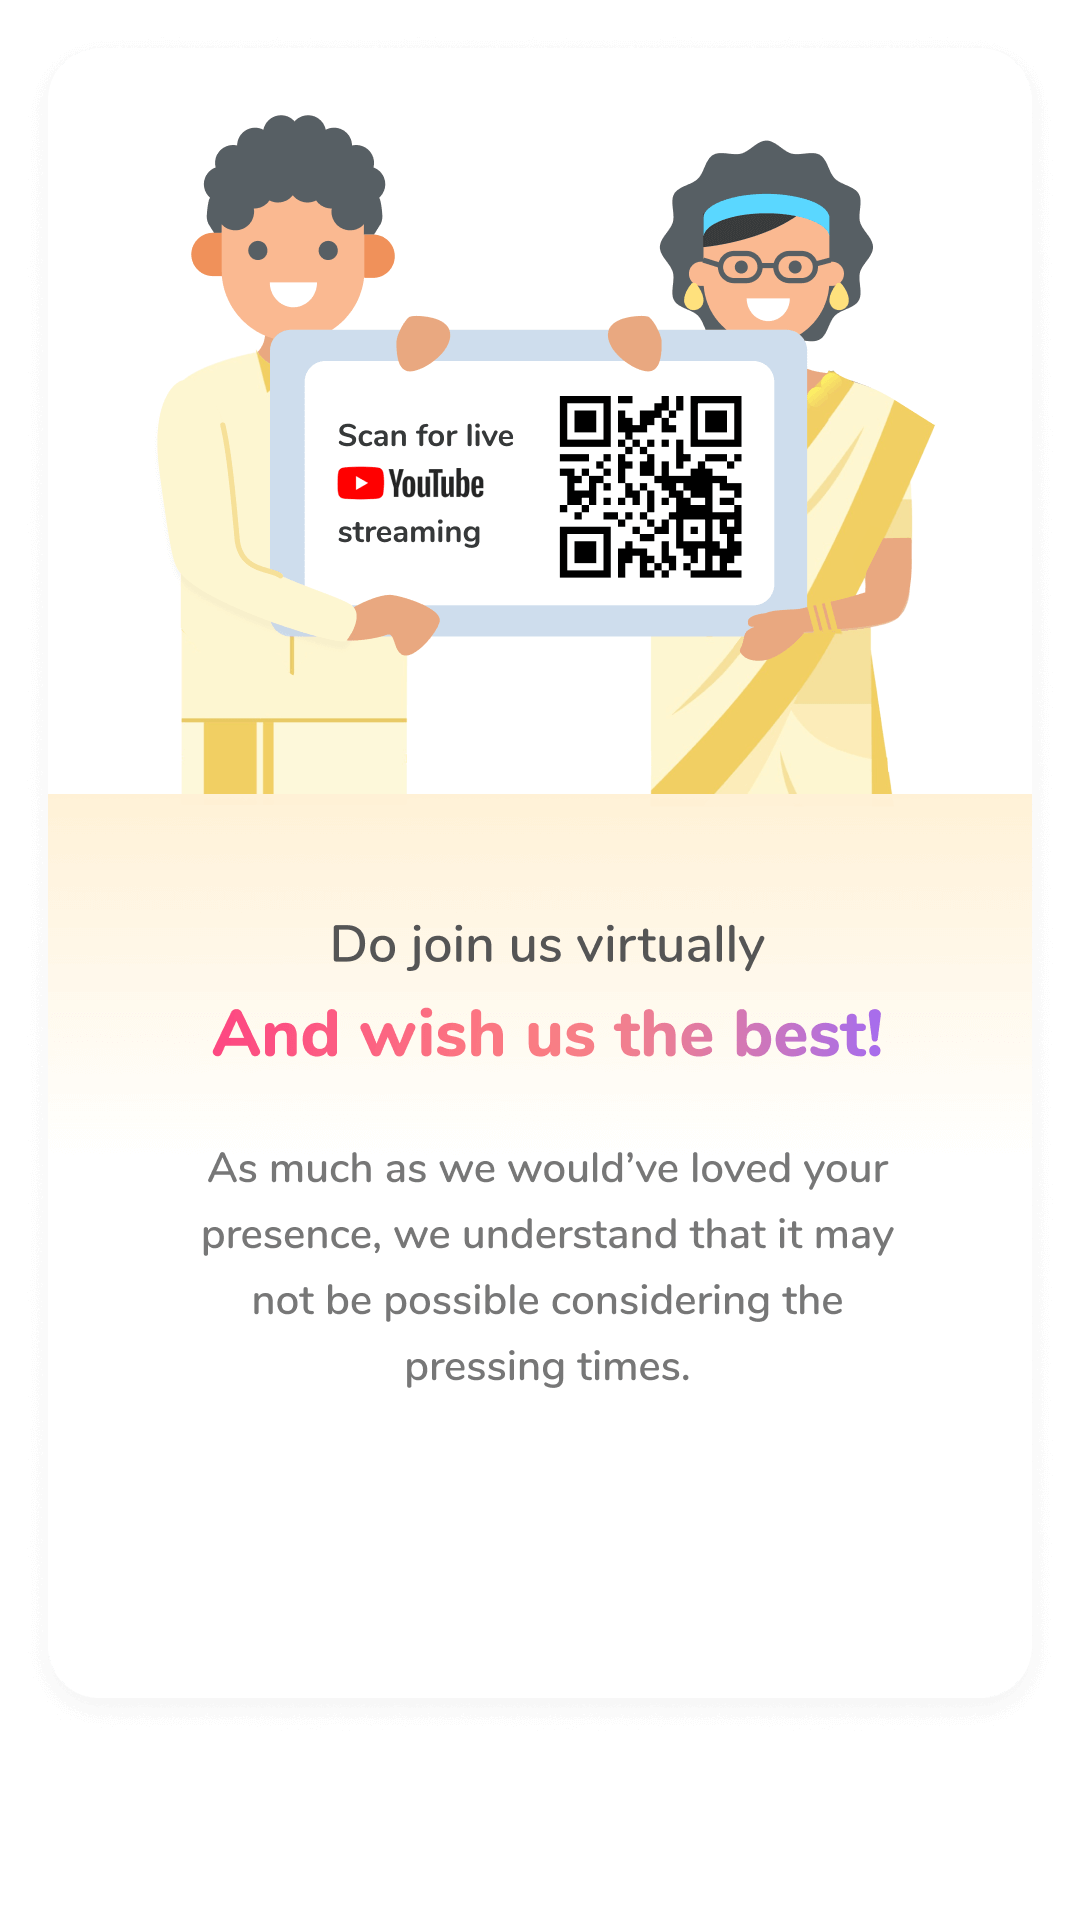 Scan for live
YouTube
streaming
Do join us virtually
And wish us the best!
As much as we would’ve loved your
presence, we understand that it may
not be possible considering the
pressing times.